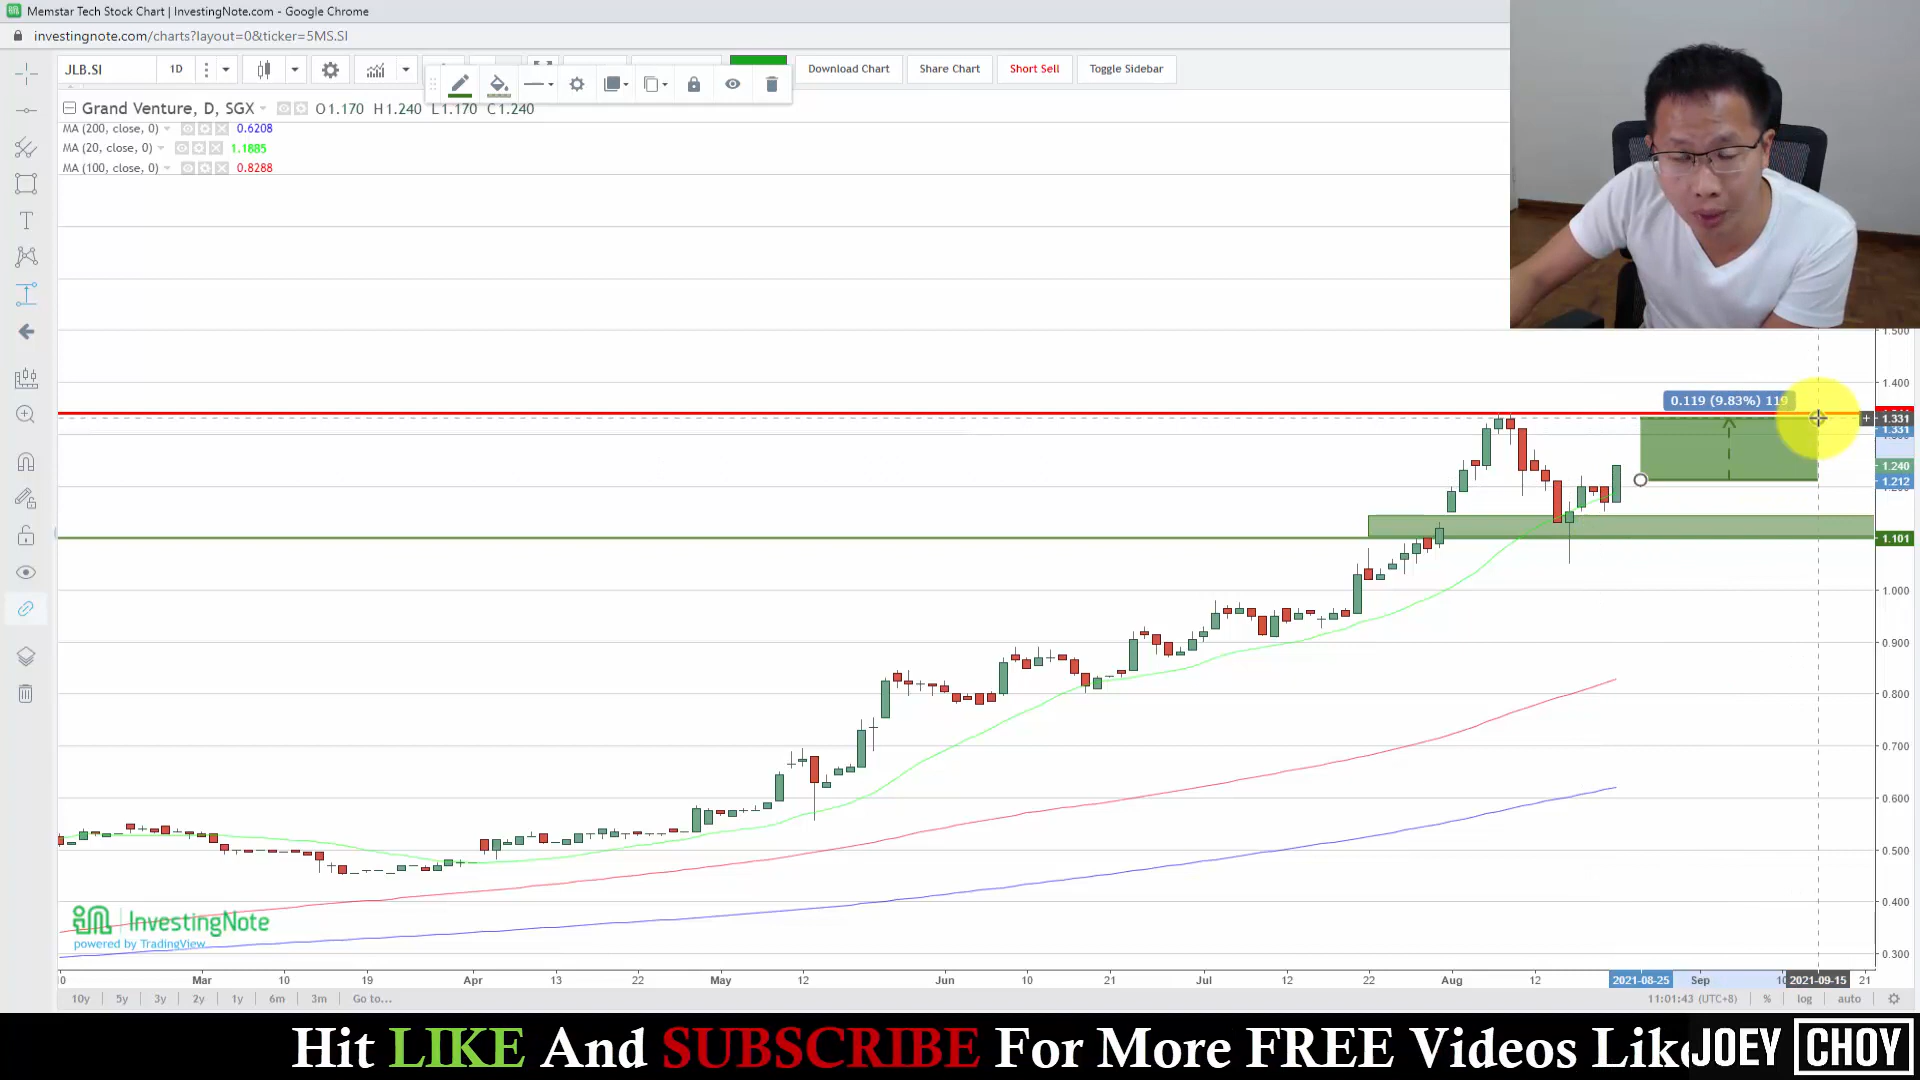 Memstar Tech Stock Chart | InvestingNote.com - Google Chrome
investingnote.com/charts?layout=0&ticker=5MS.SI
JLB.SI 1D Download Chart Share Chart Short Sell Toggle Sidebar
Grand Venture, D, SGX O1.170 H1.240 L1.170 C1.240
MA (200, close, 0) 0.6208
MA (20, close, 0) 1.1885
MA (100, close, 0) 0.8288
1.400
0.119 (9.83%) 119
1.331
1.331
1.240
1.212
1.101
1.000
0.900
0.800
0.700
0.600
0.500
0.400
0.300
InvestingNote
powered by TradingView
Mar 10 19 Apr 13 22 May 12 Jun 10 21 Jul 12 22 Aug 12 2021-08-25 Sep 2021-09-15 21
10y 5y 3y 2y 1y 6m 3m Go to... 11:01:43 (UTC+8) % log auto
Hit LIKE And SUBSCRIBE For More FREE Videos Like
JOEY CHOY